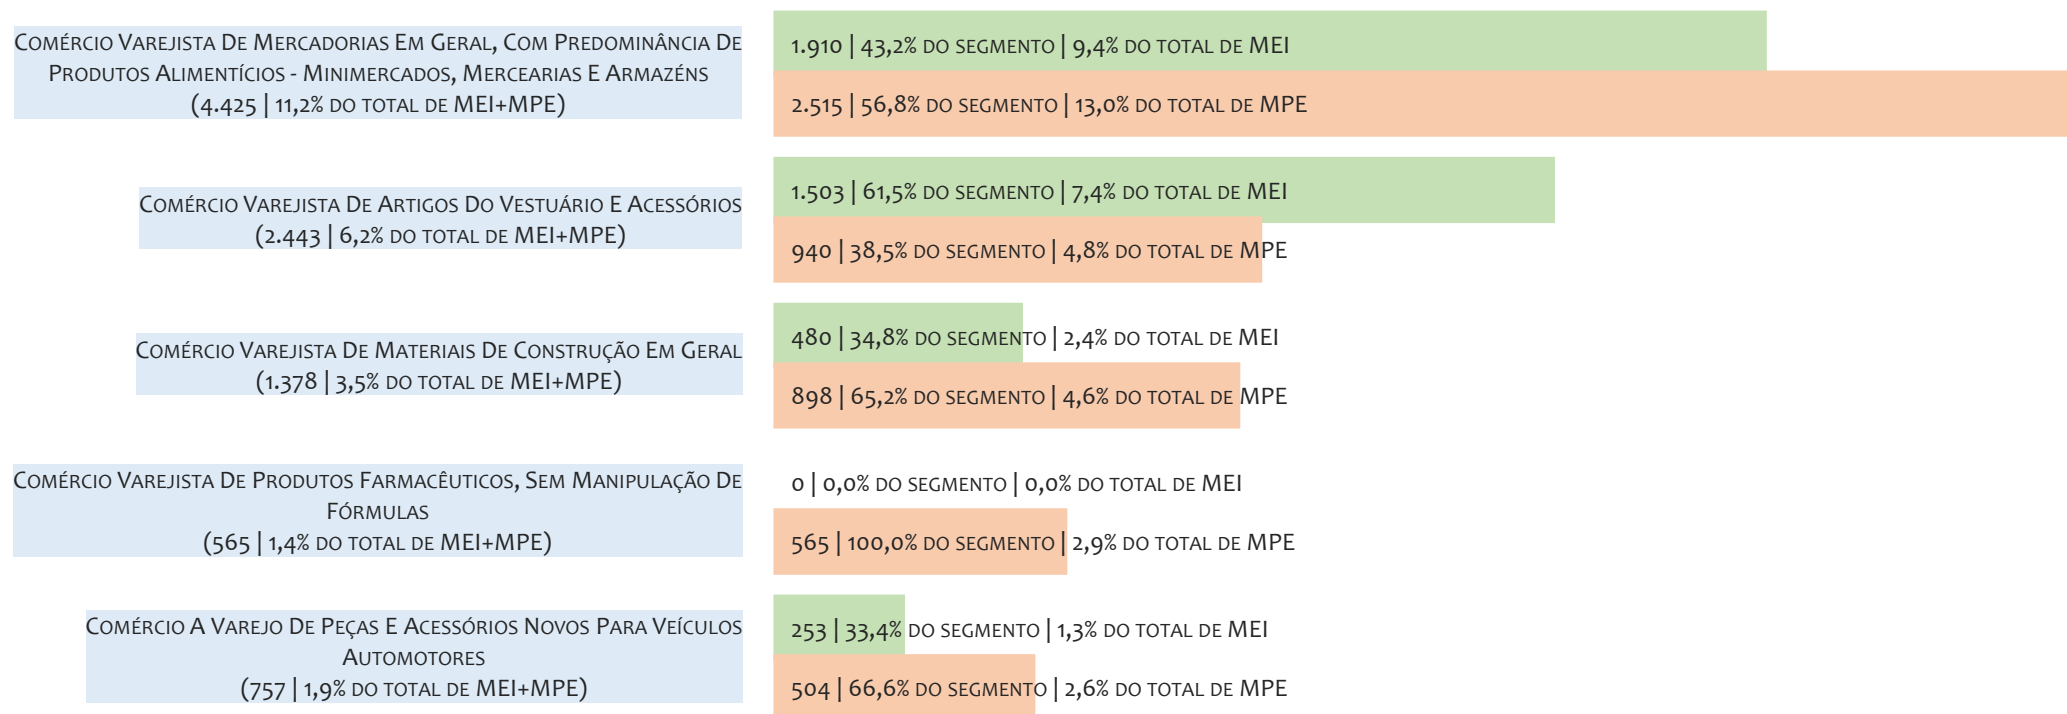 Comércio Varejista De Mercadorias Em Geral, Com Predominância De
Produtos Alimentícios - Minimercados, Mercearias E Armazéns
(4.425 | 11,2% do total de MEI+MPE)
1.910 | 43,2% do segmento | 9,4% do total de MEI
2.515 | 56,8% do segmento | 13,0% do total de MPE
Comércio Varejista De Artigos Do Vestuário E Acessórios
(2.443 | 6,2% do total de MEI+MPE)
1.503 | 61,5% do segmento | 7,4% do total de MEI
940 | 38,5% do segmento | 4,8% do total de MPE
Comércio Varejista De Materiais De Construção Em Geral
(1.378 | 3,5% do total de MEI+MPE)
480 | 34,8% do segmento | 2,4% do total de MEI
898 | 65,2% do segmento | 4,6% do total de MPE
Comércio Varejista De Produtos Farmacêuticos, Sem Manipulação De
Fórmulas
(565 | 1,4% do total de MEI+MPE)
0 | 0,0% do segmento | 0,0% do total de MEI
565 | 100,0% do segmento | 2,9% do total de MPE
Comércio A Varejo De Peças E Acessórios Novos Para Veículos
Automotores
(757 | 1,9% do total de MEI+MPE)
253 | 33,4% do segmento | 1,3% do total de MEI
504 | 66,6% do segmento | 2,6% do total de MPE